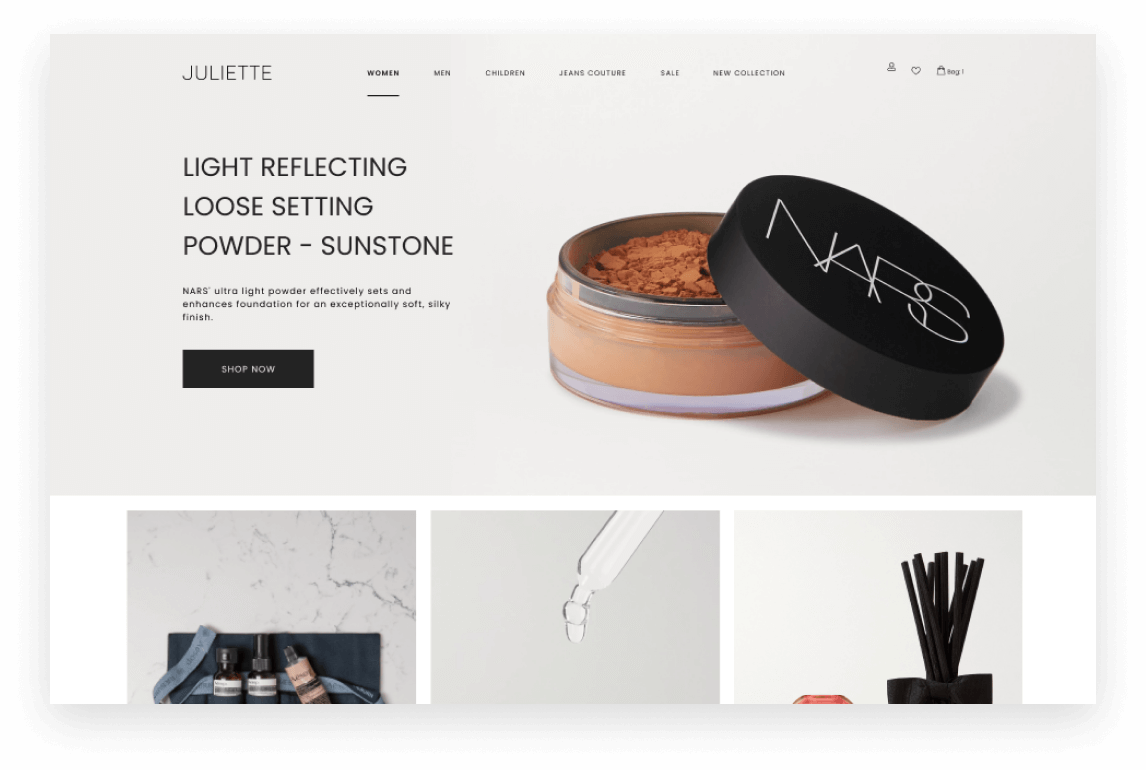 JULIETTE
WOMEN
MEN
CHILDREN
JEANS COUTURE
SALE
NEW COLLECTION
Bag: 1
LIGHT REFLECTING
LOOSE SETTING
POWDER - SUNSTONE
NARS' ultra light powder effectively sets and
enhances foundation for an exceptionally soft, silky
finish.
SHOP NOW
NARS